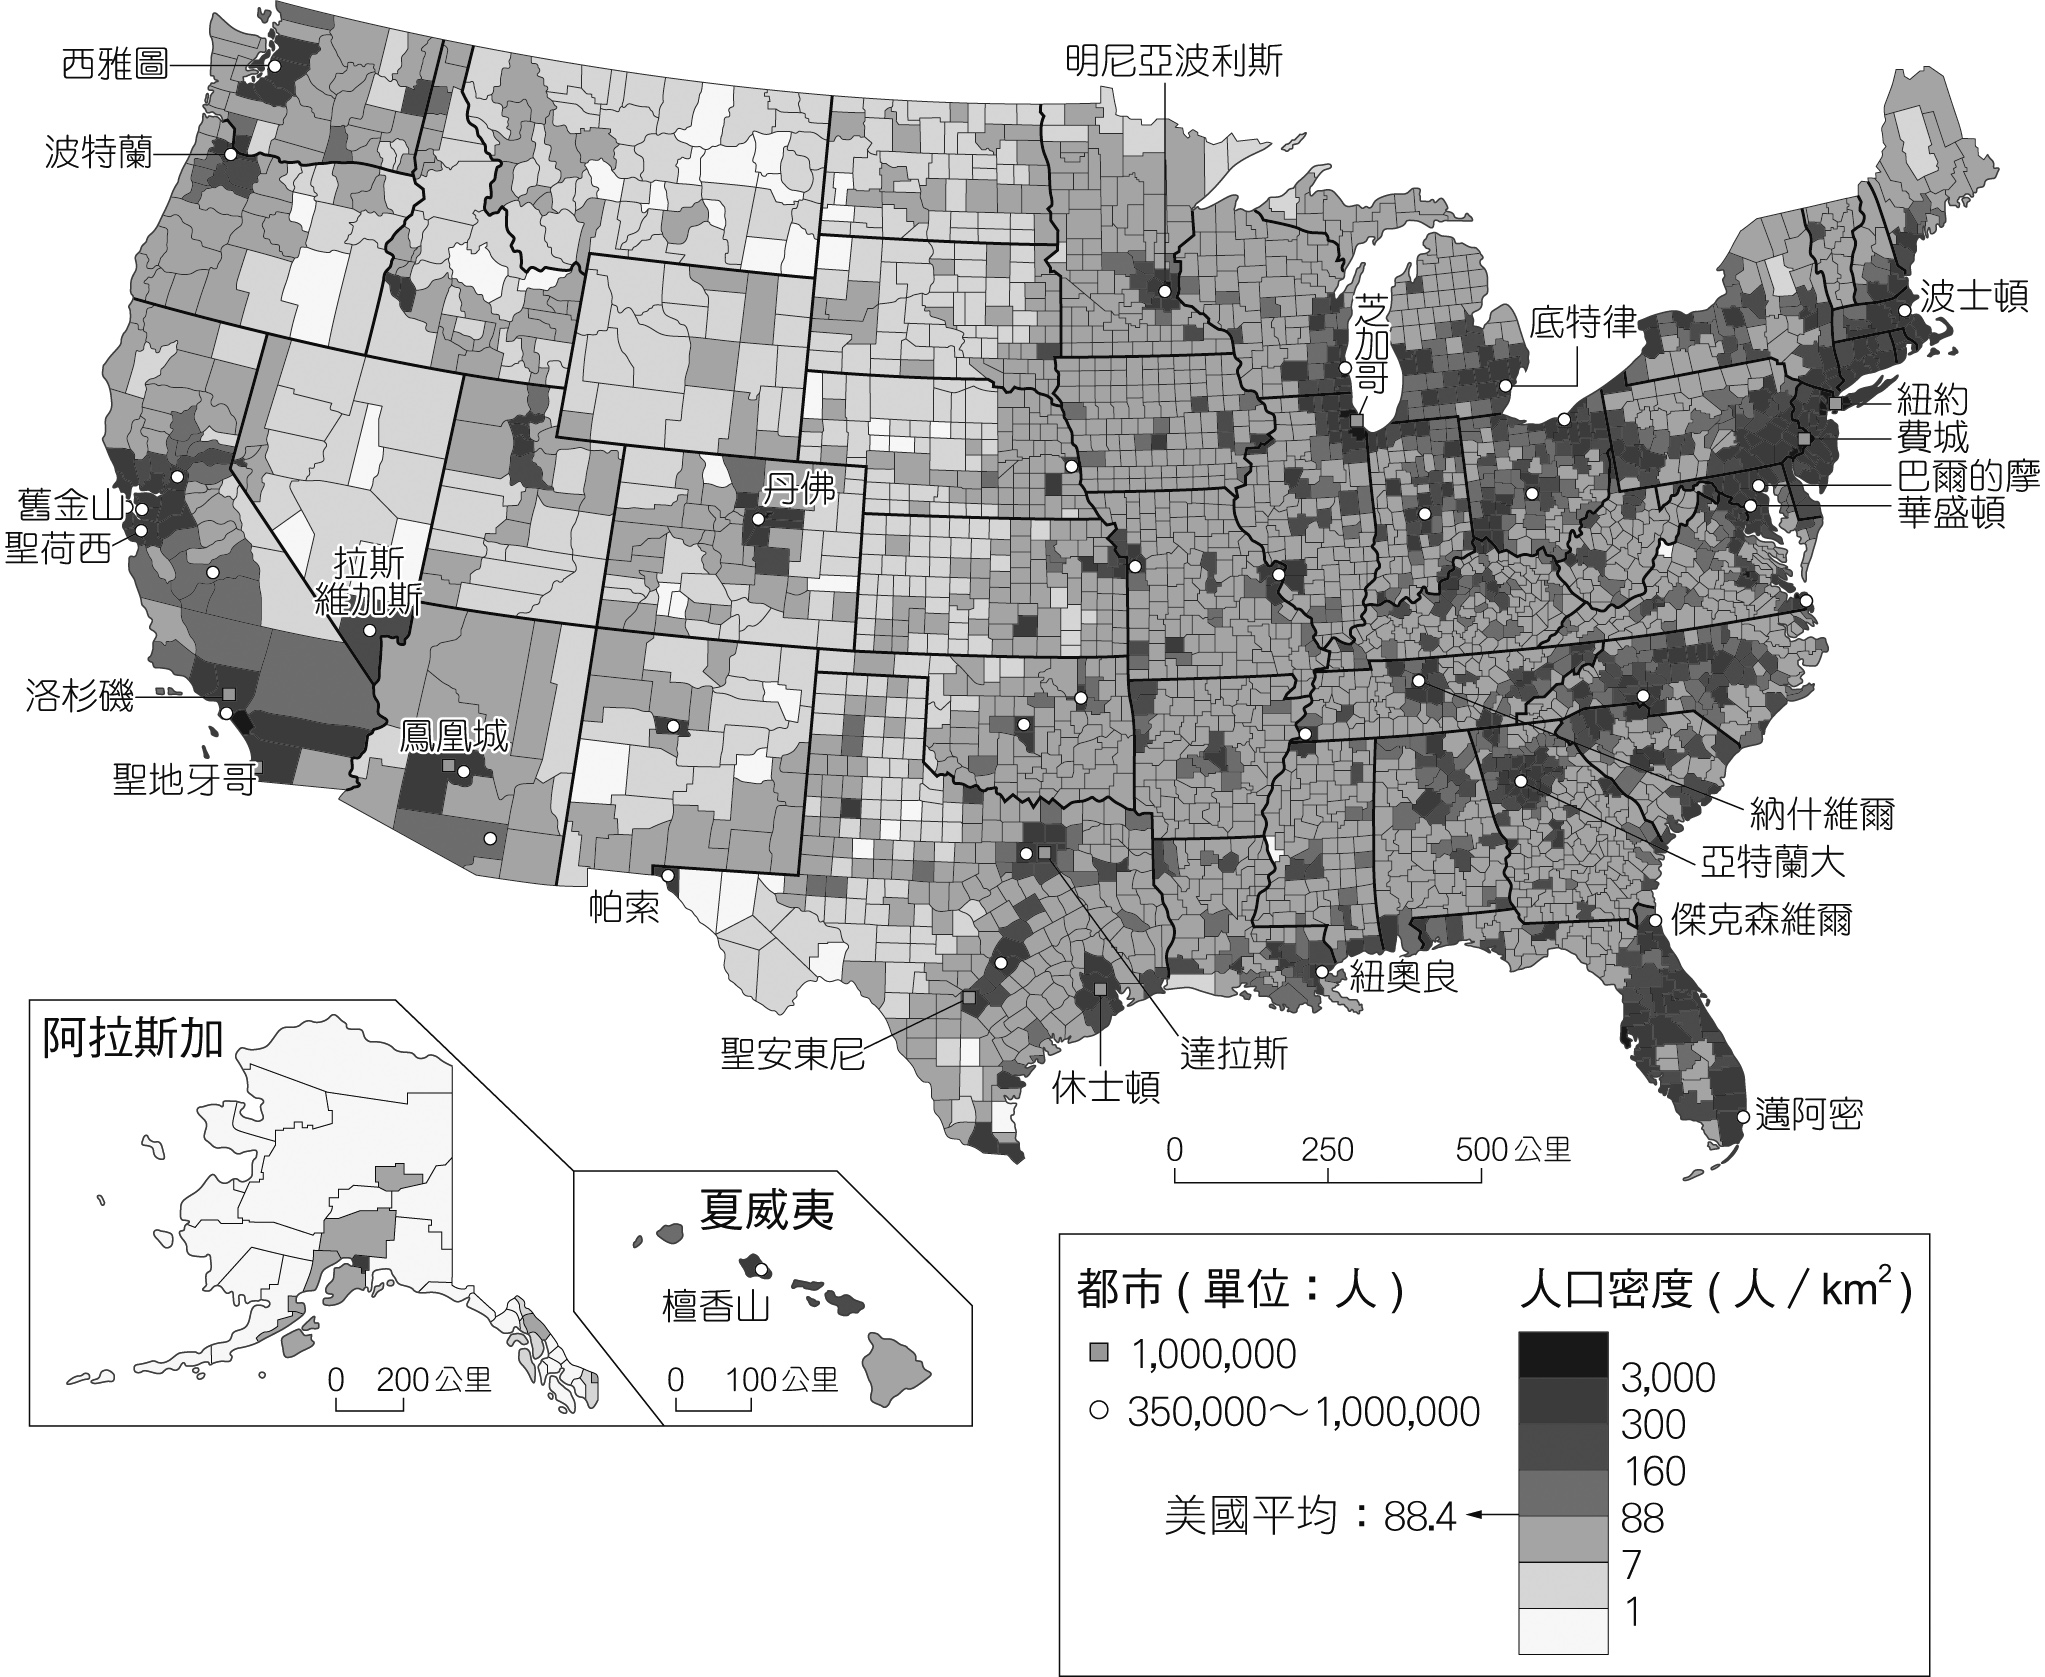 西雅圖
明尼亞波利斯
波特蘭
波士頓
芝加哥
底特律
紐約
費城
巴爾的摩
華盛頓
丹佛
舊金山
聖荷西
拉斯
維加斯
洛杉磯
鳳凰城
聖地牙哥
納什維爾
亞特蘭大
帕索
傑克森維爾
紐奧良
聖安東尼
達拉斯
休士頓
邁阿密
0 250 500 公里
阿拉斯加
0 200 公里
夏威夷
檀香山
0 100 公里
都市 ( 單位：人 )
1,000,000
350,000～1,000,000
美國平均：88.4
人口密度 ( 人 / km²)
3,000
300
160
88
7
1